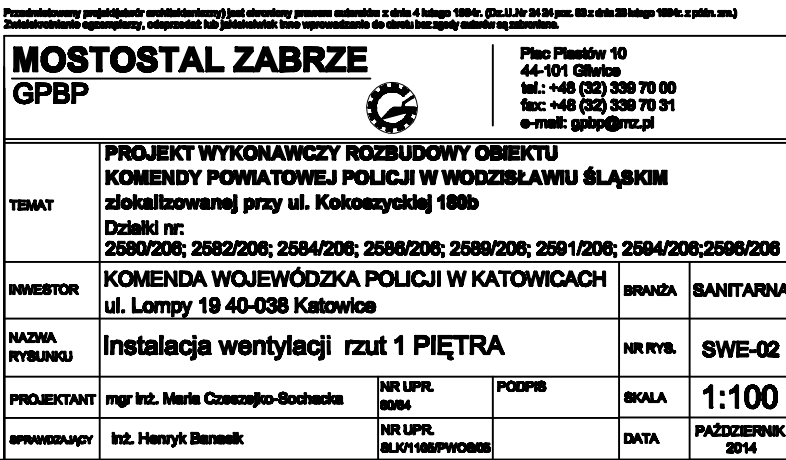 Przedmiotowy projekt(utwór architektoniczny) jest chroniony prawem autorskim z dnia 4 lutego 1994r. (Dz.U.Nr 24 24 poz. 83 z dnia 23 lutego 1994r. z późn. zm.)
Zwielokrotnianie egzemplarzy, odsprzedaż lub jakiekolwiek inne wprowadzanie do obrotu bez zgody autorów są zabronione.
MOSTOSTAL ZABRZE
GPBP
Plac Piastów 10
44-101 Gliwice
tel.: +48 (32) 339 70 00
fax: +48 (32) 339 70 31
e-mail: gpbp@mz.pl
TEMAT
PROJEKT WYKONAWCZY ROZBUDOWY OBIEKTU
KOMENDY POWIATOWEJ POLICJI W WODZISŁAWIU ŚLĄSKIM
zlokalizowanej przy ul. Kokoszyckiej 180b
Działki nr:
2580/206; 2582/206; 2584/206; 2586/206; 2589/206; 2591/206; 2594/206;2596/206
INWESTOR
KOMENDA WOJEWÓDZKA POLICJI W KATOWICACH
ul. Lompy 19 40-038 Katowice
BRANŻA
SANITARNA
NAZWA
RYSUNKU
Instalacja wentylacji rzut 1 PIĘTRA
NR RYS.
SWE-02
PROJEKTANT
mgr inż. Maria Czeszejko-Sochacka
NR UPR.
80/84
PODPIS
SKALA
1:100
SPRAWDZAJĄCY
inż. Henryk Banasik
NR UPR.
SLK/1165/PWOS/05
DATA
PAŹDZIERNIK
2014